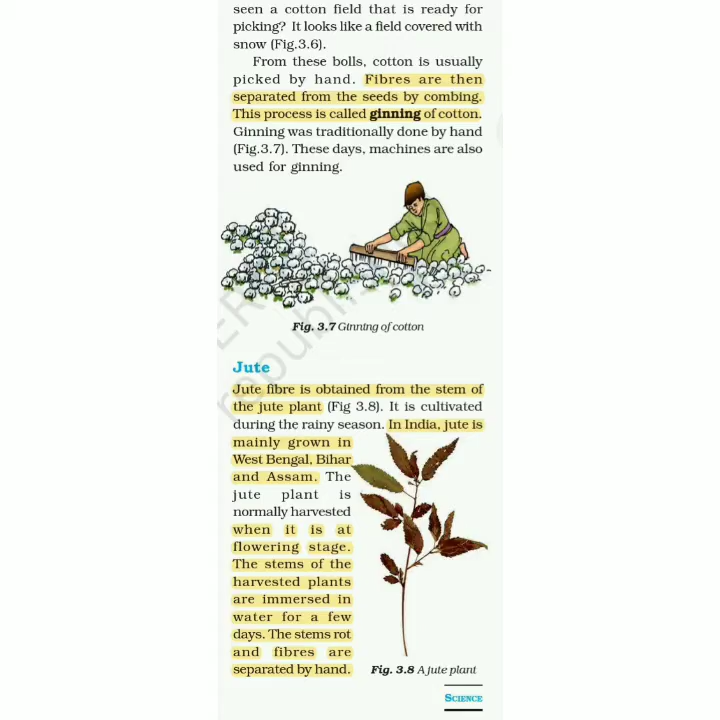 seen a cotton field that is ready for
picking? It looks like a field covered with
snow (Fig.3.6).
From these bolls, cotton is usually
picked by hand. Fibres are then
separated from the seeds by combing.
This process is called ginning of cotton.
Ginning was traditionally done by hand
(Fig.3.7). These days, machines are also
used for ginning.
Fig. 3.7 Ginning of cotton
Jute
Jute fibre is obtained from the stem of
the jute plant (Fig 3.8). It is cultivated
during the rainy season. In India, jute is
mainly grown in
West Bengal, Bihar
and Assam. The
jute plant is
normally harvested
when it is at
flowering stage.
The stems of the
harvested plants
are immersed in
water for a few
days. The stems rot
and fibres are
separated by hand.
Fig. 3.8 A jute plant
SCIENCE